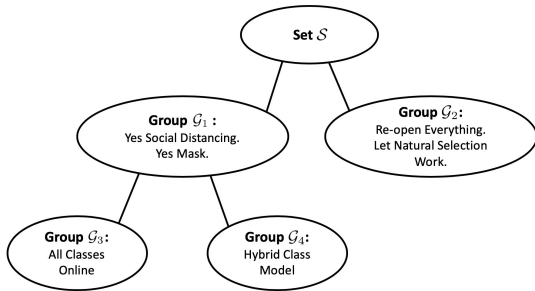 Set 𝒮
Group 𝒢₁ :
Yes Social Distancing.
Yes Mask.
Group 𝒢₂:
Re-open Everything.
Let Natural Selection
Work.
Group 𝒢₃:
All Classes
Online
Group 𝒢₄:
Hybrid Class
Model